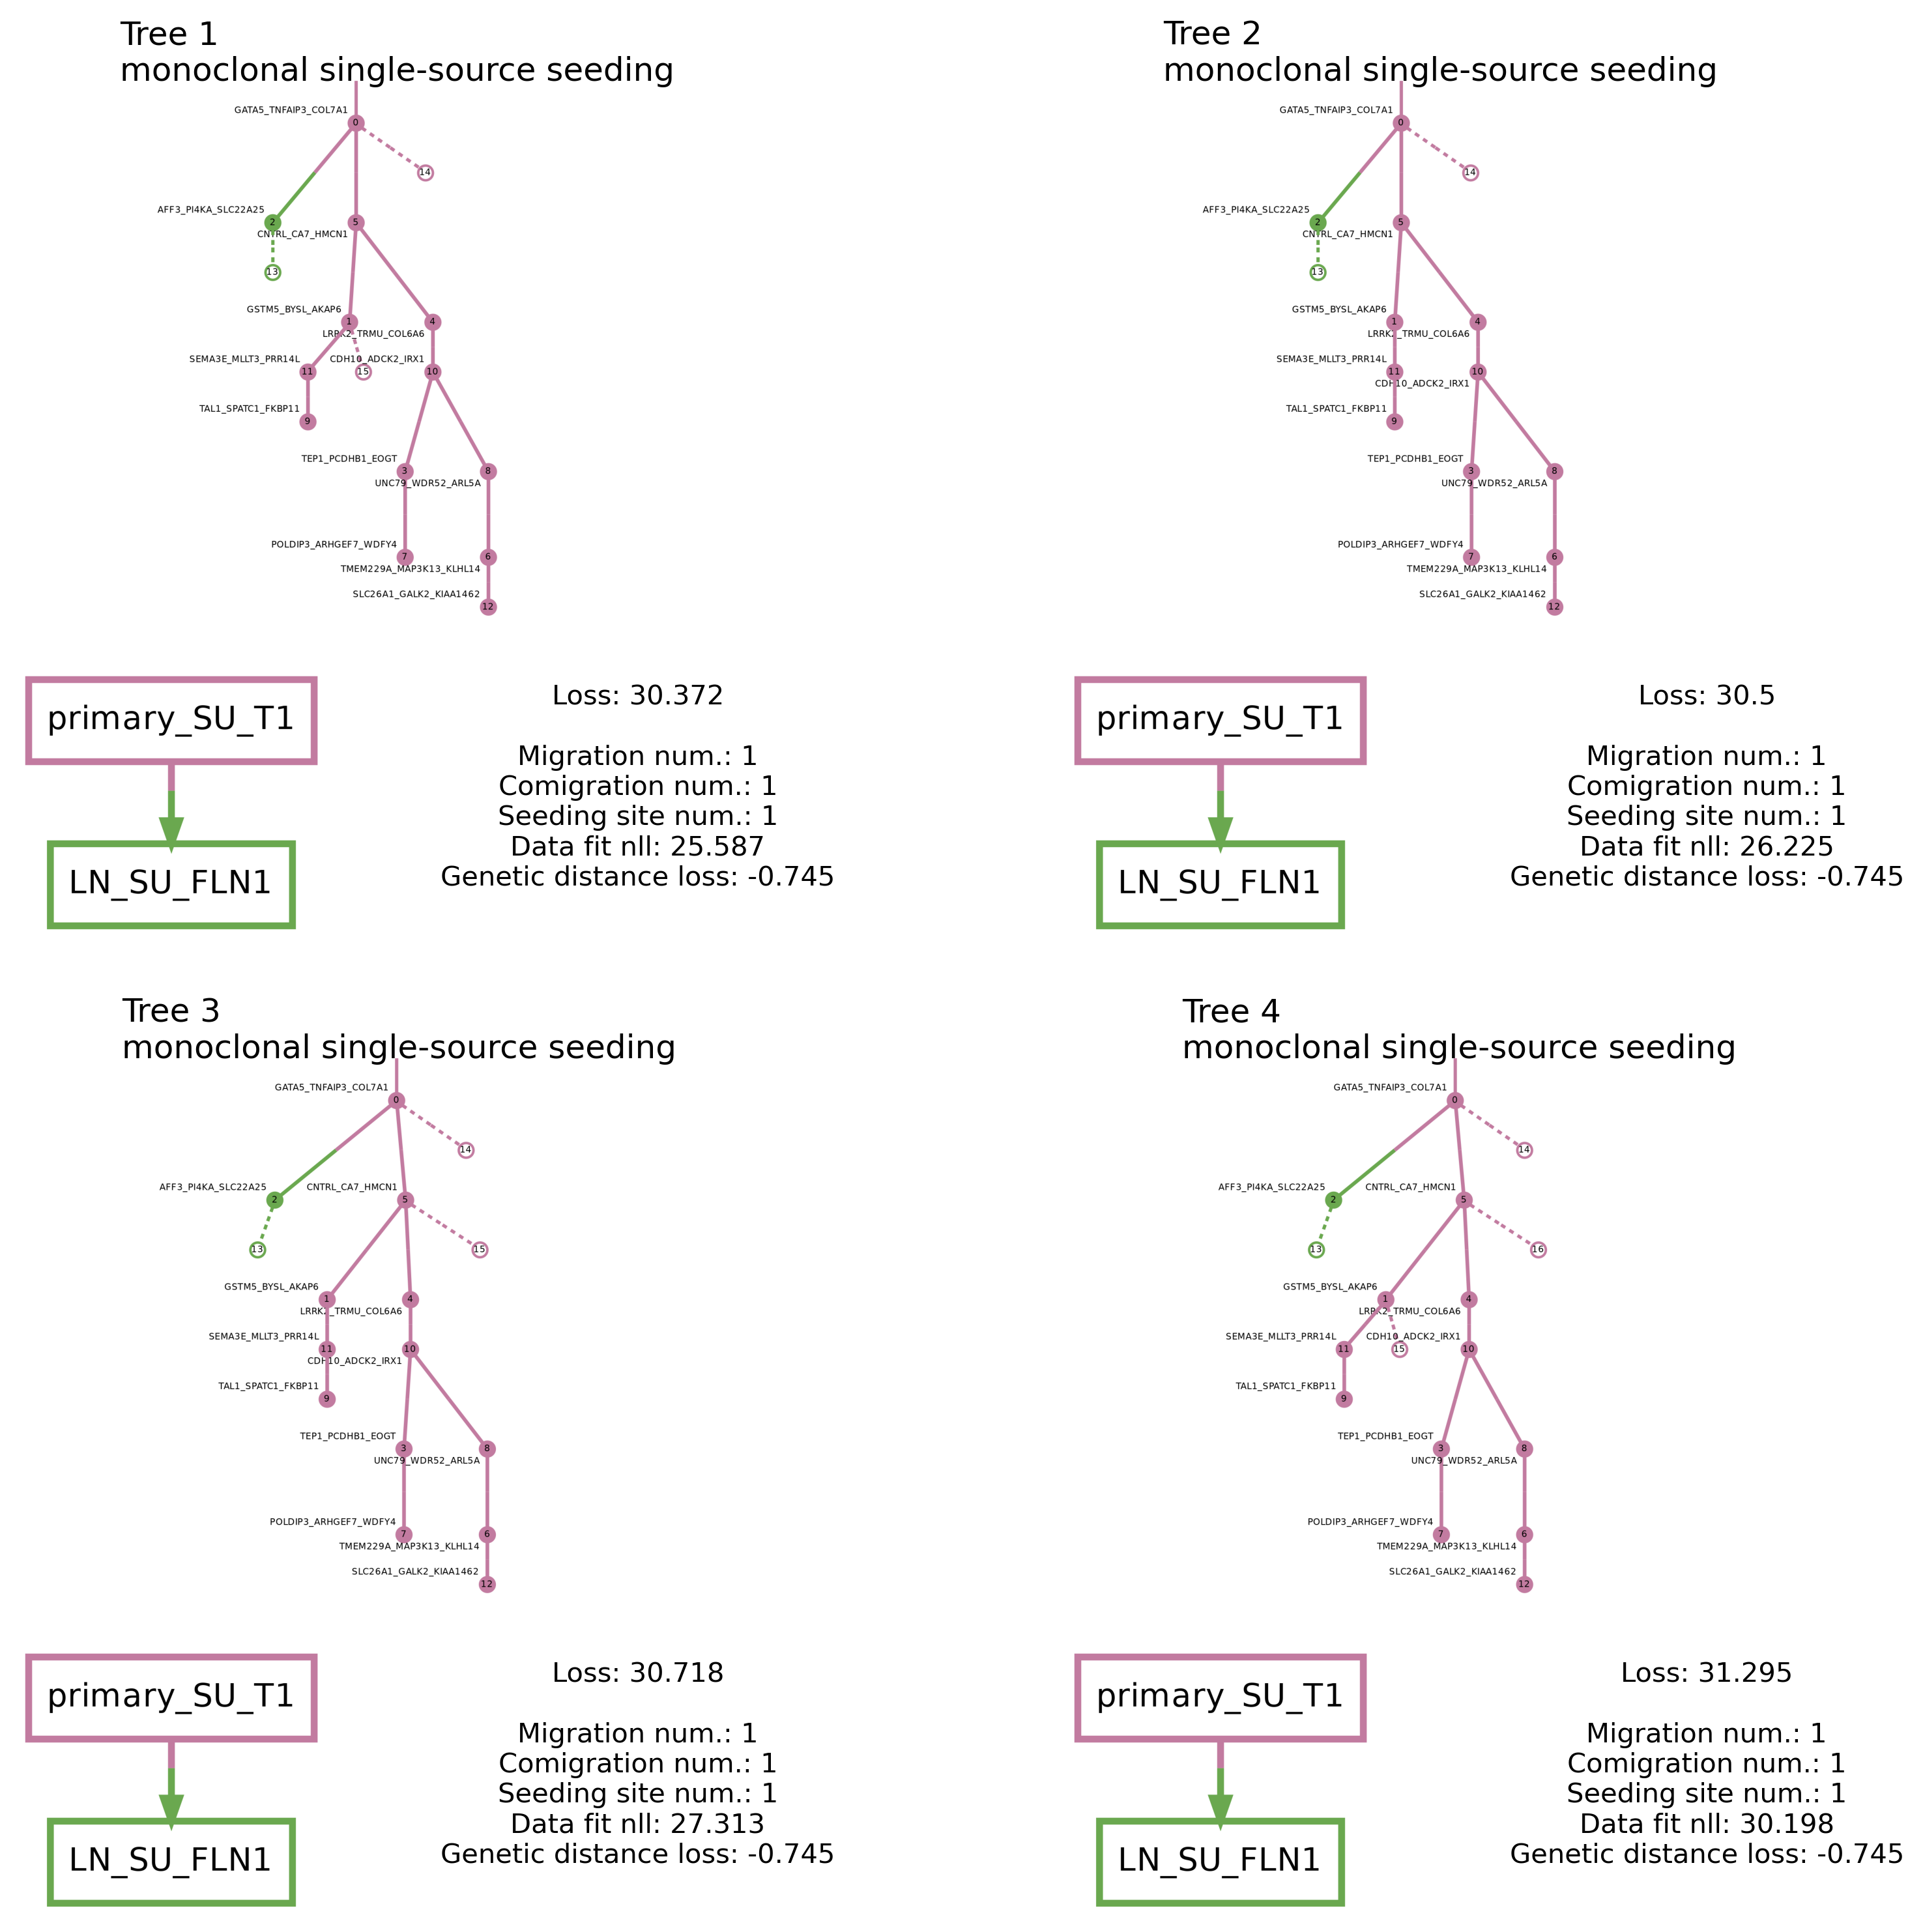 Tree 1
monoclonal single-source seeding
GATA5_TNFAIP3_COL7A1
0
14
AFF3_PI4KA_SLC22A25
2
5
CNTRL_CA7_HMCN1
13
GSTM5_BYSL_AKAP6
1
4
LRRK2_TRMU_COL6A6
SEMA3E_MLLT3_PRR14L
CDH10_ADCK2_IRX1
11
15
10
TAL1_SPATC1_FKBP11
9
TEP1_PCDHB1_EOGT
3
8
UNC79_WDR52_ARL5A
POLDIP3_ARHGEF7_WDFY4
7
6
TMEM229A_MAP3K13_KLHL14
SLC26A1_GALK2_KIAA1462
12
primary_SU_T1
LN_SU_FLN1
Loss: 30.372
Migration num.: 1
Comigration num.: 1
Seeding site num.: 1
Data fit nll: 25.587
Genetic distance loss: -0.745
Tree 2
monoclonal single-source seeding
GATA5_TNFAIP3_COL7A1
0
14
AFF3_PI4KA_SLC22A25
2
5
CNTRL_CA7_HMCN1
13
GSTM5_BYSL_AKAP6
1
4
LRRK2_TRMU_COL6A6
SEMA3E_MLLT3_PRR14L
11
10
CDH10_ADCK2_IRX1
TAL1_SPATC1_FKBP11
9
TEP1_PCDHB1_EOGT
3
8
UNC79_WDR52_ARL5A
POLDIP3_ARHGEF7_WDFY4
7
6
TMEM229A_MAP3K13_KLHL14
SLC26A1_GALK2_KIAA1462
12
primary_SU_T1
LN_SU_FLN1
Loss: 30.5
Migration num.: 1
Comigration num.: 1
Seeding site num.: 1
Data fit nll: 26.225
Genetic distance loss: -0.745
Tree 3
monoclonal single-source seeding
GATA5_TNFAIP3_COL7A1
0
14
AFF3_PI4KA_SLC22A25
CNTRL_CA7_HMCN1
2
5
13
15
GSTM5_BYSL_AKAP6
1
4
LRRK2_TRMU_COL6A6
SEMA3E_MLLT3_PRR14L
11
10
CDH10_ADCK2_IRX1
TAL1_SPATC1_FKBP11
9
TEP1_PCDHB1_EOGT
3
8
UNC79_WDR52_ARL5A
POLDIP3_ARHGEF7_WDFY4
7
6
TMEM229A_MAP3K13_KLHL14
SLC26A1_GALK2_KIAA1462
12
primary_SU_T1
LN_SU_FLN1
Loss: 30.718
Migration num.: 1
Comigration num.: 1
Seeding site num.: 1
Data fit nll: 27.313
Genetic distance loss: -0.745
Tree 4
monoclonal single-source seeding
GATA5_TNFAIP3_COL7A1
0
14
AFF3_PI4KA_SLC22A25
CNTRL_CA7_HMCN1
2
5
13
16
GSTM5_BYSL_AKAP6
1
4
LRRK2_TRMU_COL6A6
SEMA3E_MLLT3_PRR14L
CDH10_ADCK2_IRX1
11
15
10
TAL1_SPATC1_FKBP11
9
TEP1_PCDHB1_EOGT
3
8
UNC79_WDR52_ARL5A
POLDIP3_ARHGEF7_WDFY4
7
6
TMEM229A_MAP3K13_KLHL14
SLC26A1_GALK2_KIAA1462
12
primary_SU_T1
LN_SU_FLN1
Loss: 31.295
Migration num.: 1
Comigration num.: 1
Seeding site num.: 1
Data fit nll: 30.198
Genetic distance loss: -0.745